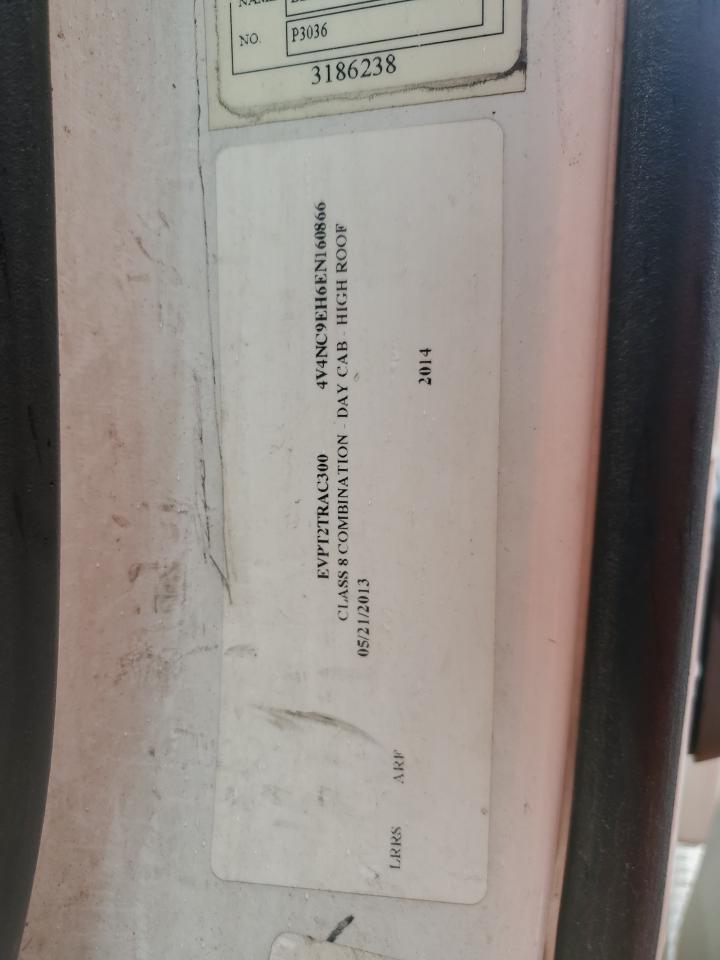 NO. P3036
3186238
EVPT2TRAC300 4V4NC9EH6EN160866
CLASS 8 COMBINATION - DAY CAB - HIGH ROOF
05/21/2013
LRRS ARF
2014